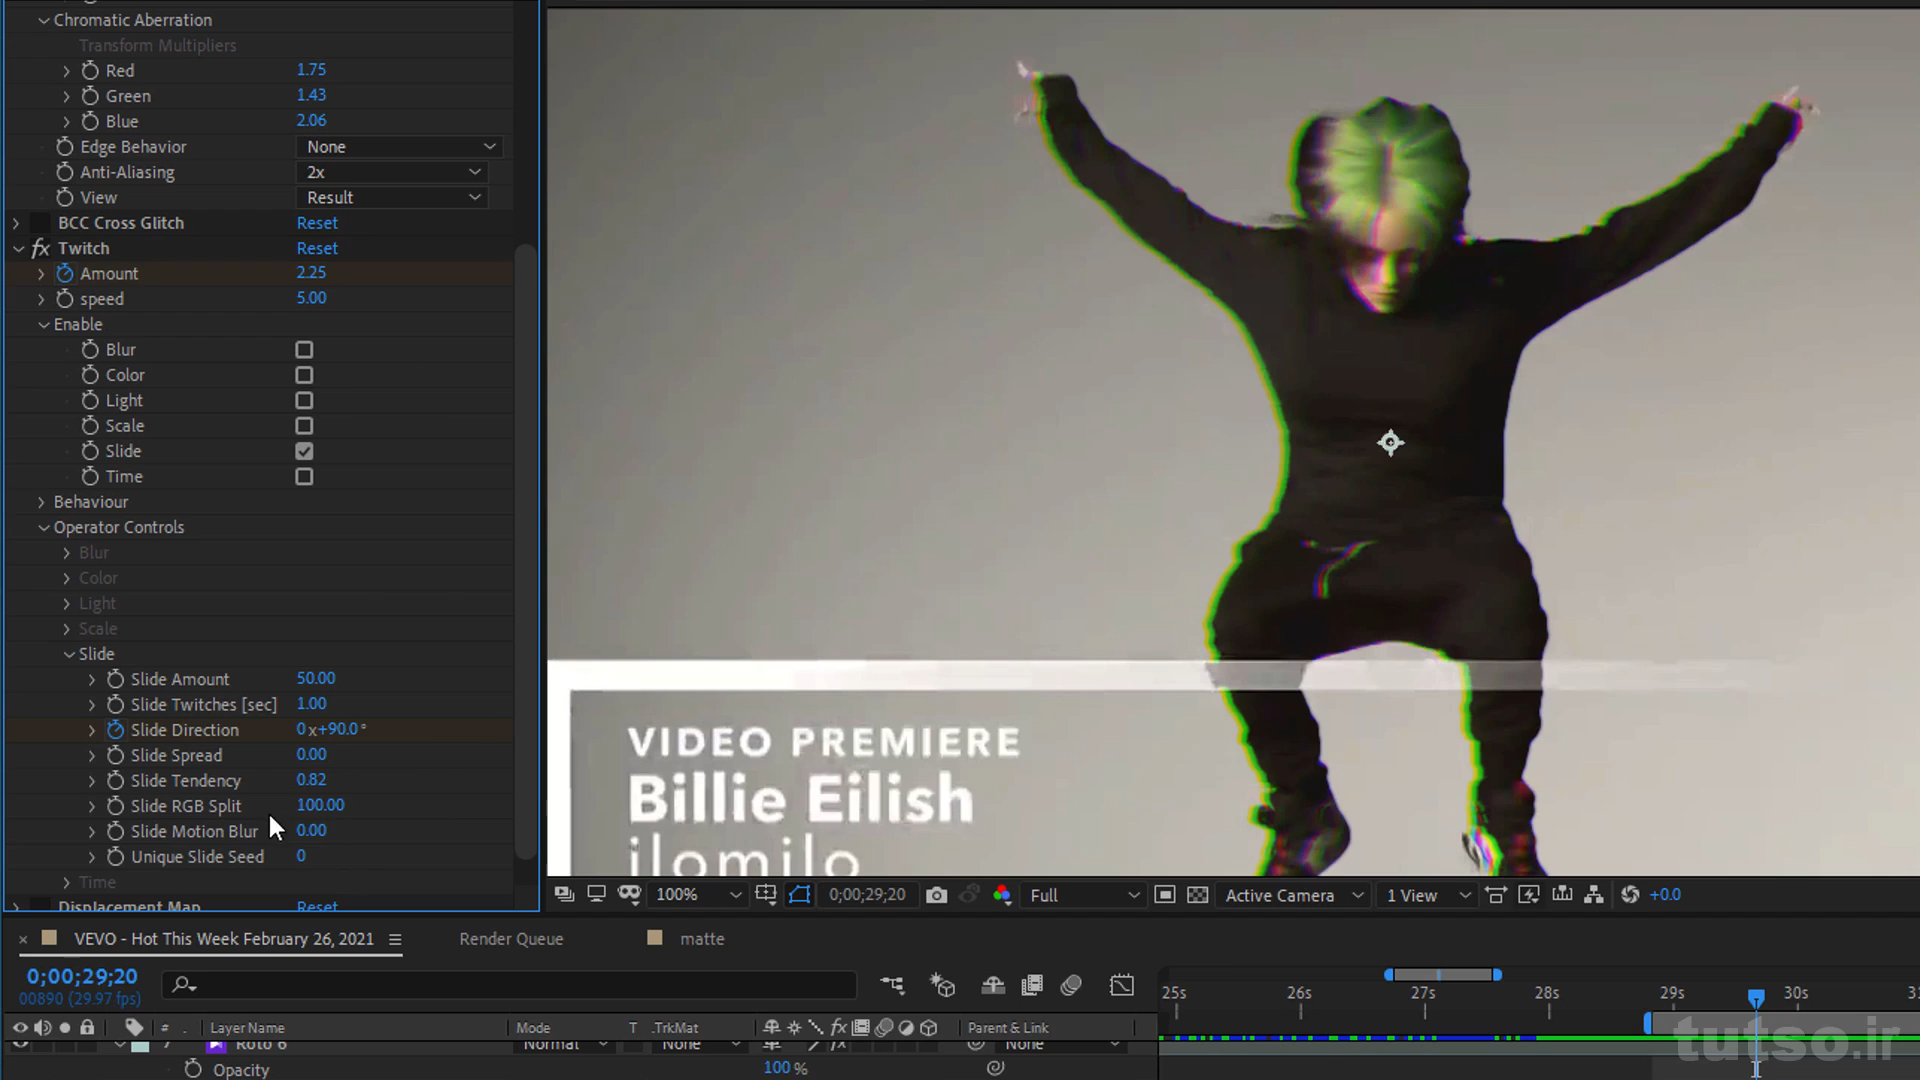 Chromatic Aberration
Transform Multipliers
Red 1.75
Green 1.43
Blue 2.06
Edge Behavior None
Anti-Aliasing 2x
View Result
BCC Cross Glitch Reset
fx Twitch Reset
Amount 2.25
speed 5.00
Enable
Blur
Color
Light
Scale
Slide
Time
Behaviour
Operator Controls
Blur
Color
Light
Scale
Slide
Slide Amount 50.00
Slide Twitches [sec] 1.00
Slide Direction 0 x+90.0 °
Slide Spread 0.00
Slide Tendency 0.82
Slide RGB Split 100.00
Slide Motion Blur 0.00
Unique Slide Seed 0
Time
Displacement Map Reset
VIDEO PREMIERE
Billie Eilish
ilomilo
100% 0;00;29;20 Full Active Camera 1 View +0.0
VEVO - Hot This Week February 26, 2021 Render Queue matte
0;00;29;20
00890 (29.97 fps)
25s 26s 27s 28s 29s 30s
# . Layer Name Mode T .TrkMat fx Parent & Link
7 Roto 6 Normal None fx None
Opacity 100 %
tutso.ir